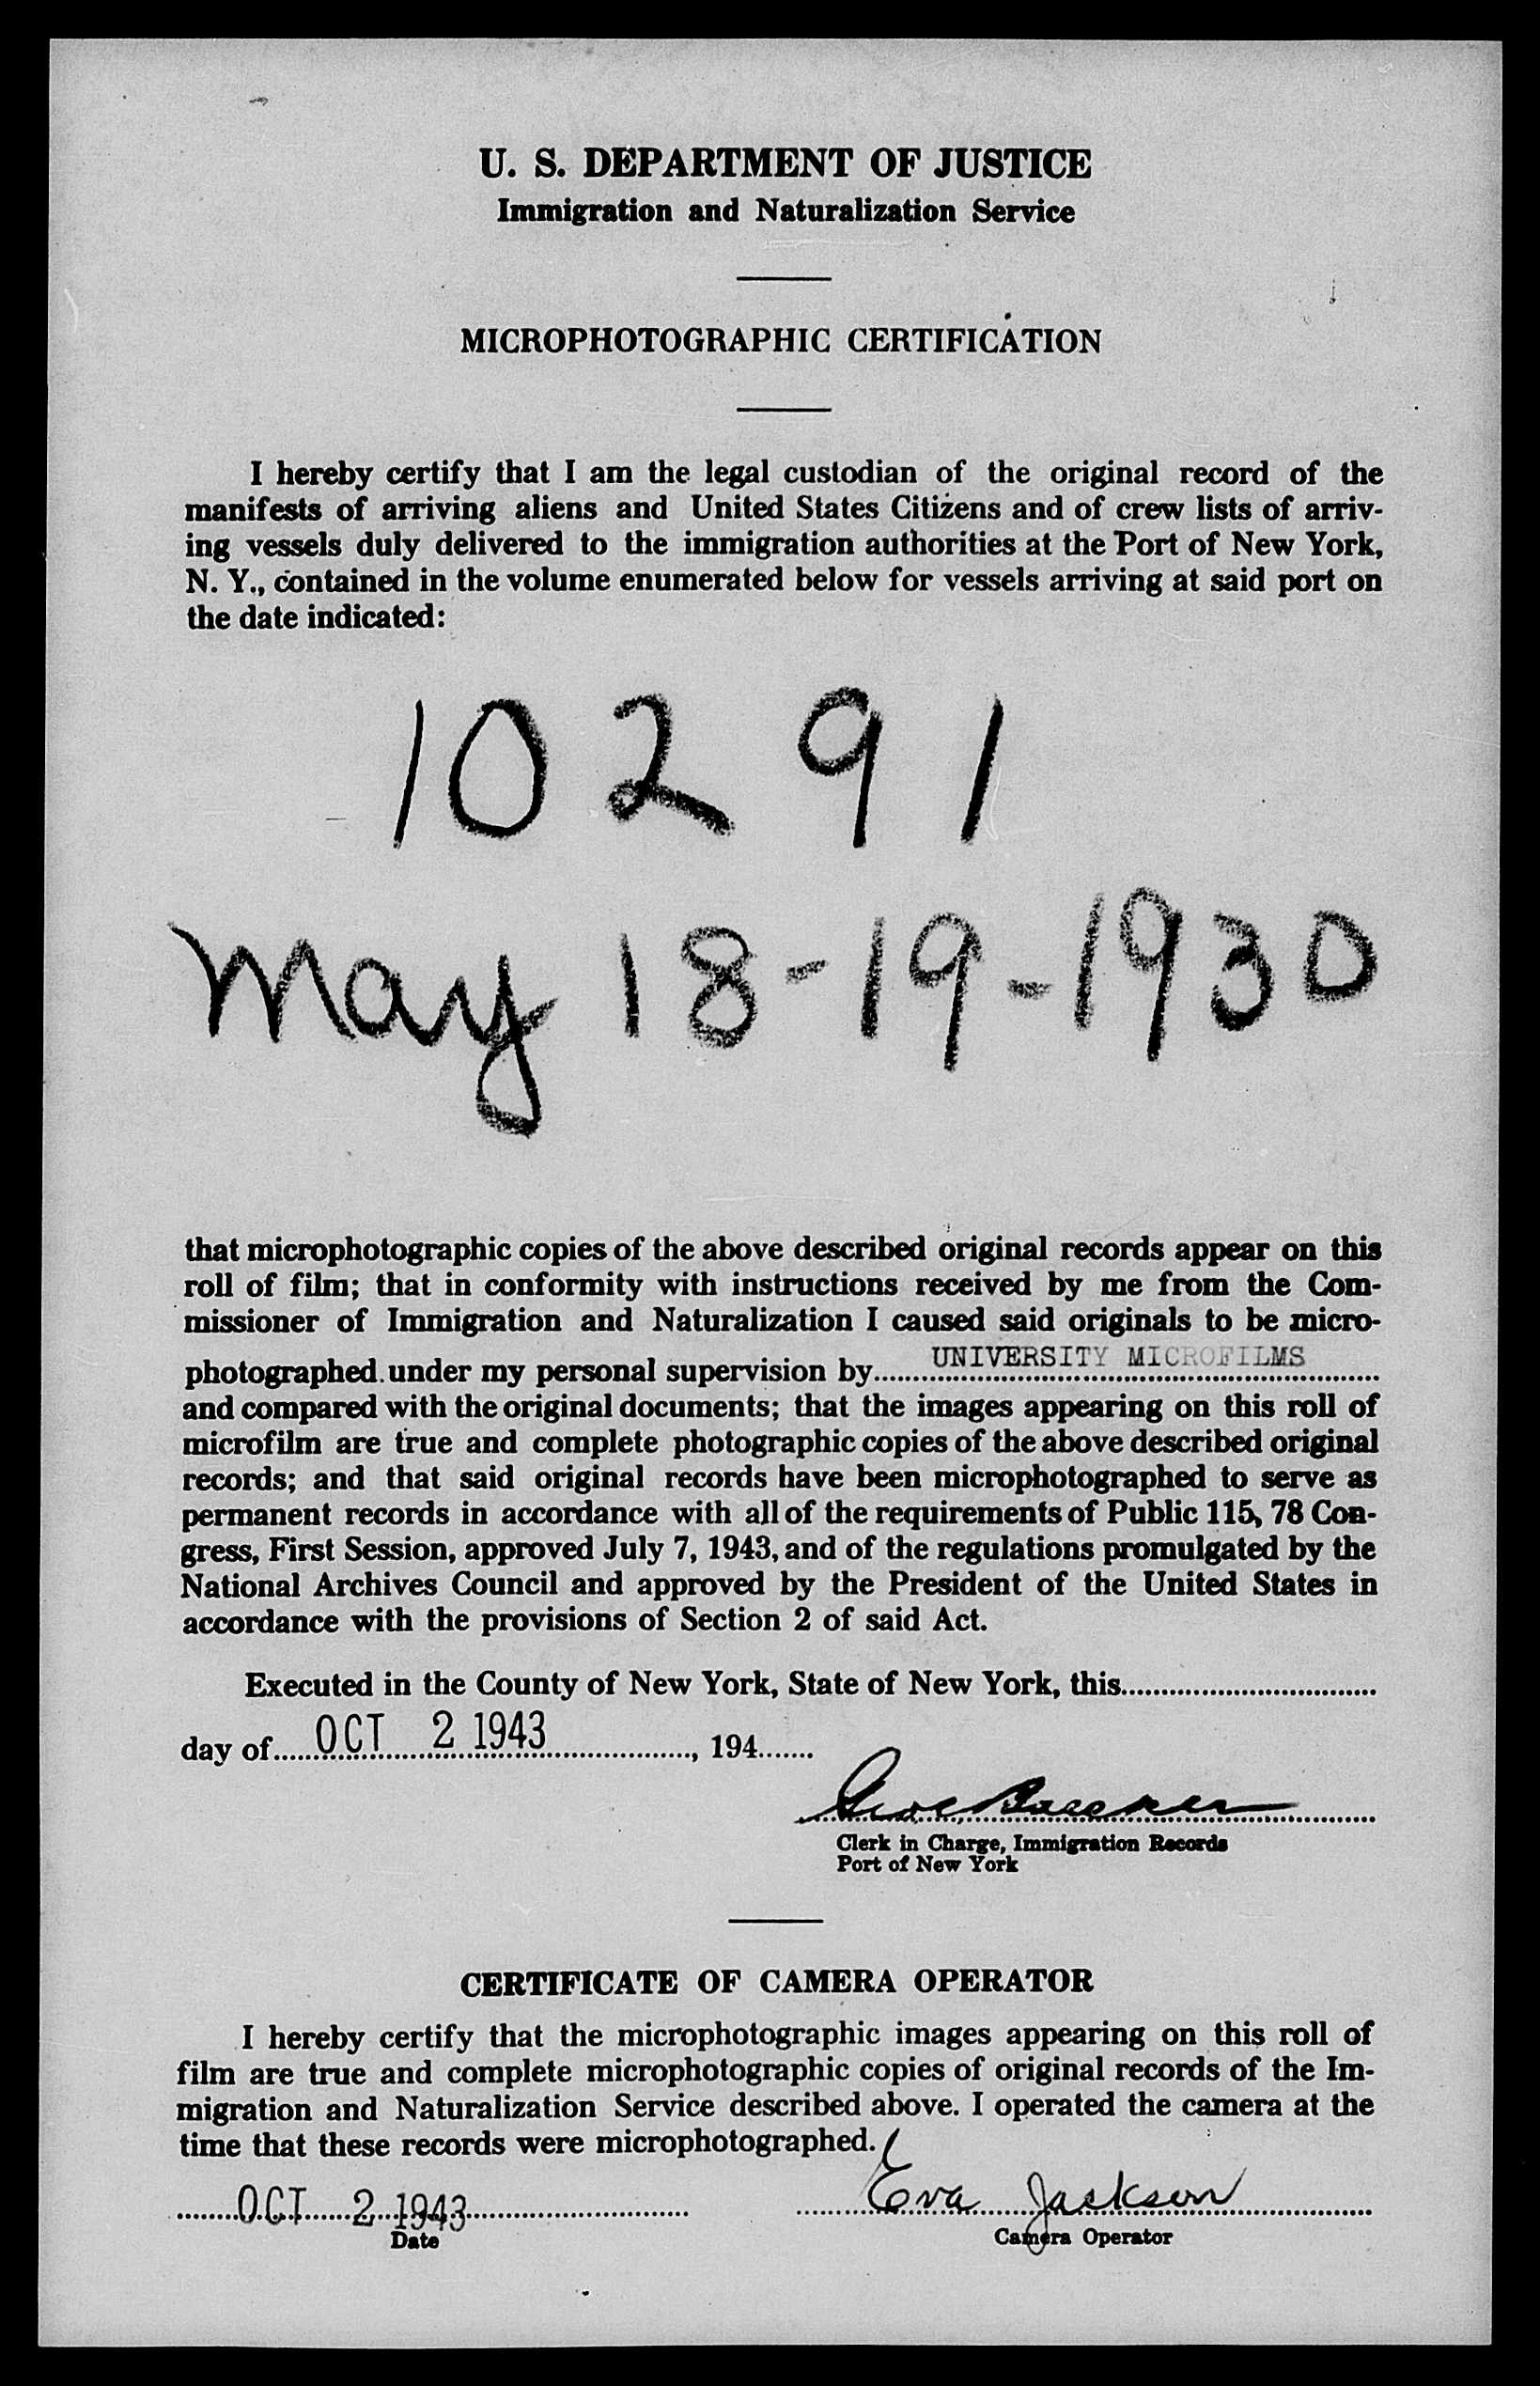 U. S. DEPARTMENT OF JUSTICE
Immigration and Naturalization Service
MICROPHOTOGRAPHIC CERTIFICATION
I hereby certify that I am the legal custodian of the original record of the
manifests of arriving aliens and United States Citizens and of crew lists of arriv-
ing vessels duly delivered to the immigration authorities at the Port of New York,
N. Y., contained in the volume enumerated below for vessels arriving at said port on
the date indicated:
10291
May 18-19-1930
that microphotographic copies of the above described original records appear on this
roll of film; that in conformity with instructions received by me from the Com-
missioner of Immigration and Naturalization I caused said originals to be micro-
photographed under my personal supervision by UNIVERSITY MICROFILMS
and compared with the original documents; that the images appearing on this roll of
microfilm are true and complete photographic copies of the above described original
records; and that said original records have been microphotographed to serve as
permanent records in accordance with all of the requirements of Public 115, 78 Con-
gress, First Session, approved July 7, 1943, and of the regulations promulgated by the
National Archives Council and approved by the President of the United States in
accordance with the provisions of Section 2 of said Act.
Executed in the County of New York, State of New York, this
day of OCT 2 1943, 194
Clerk in Charge, Immigration Records
Port of New York
CERTIFICATE OF CAMERA OPERATOR
I hereby certify that the microphotographic images appearing on this roll of
film are true and complete microphotographic copies of original records of the Im-
migration and Naturalization Service described above. I operated the camera at the
time that these records were microphotographed.
OCT 2 1943 Eva Jackson
Date Camera Operator